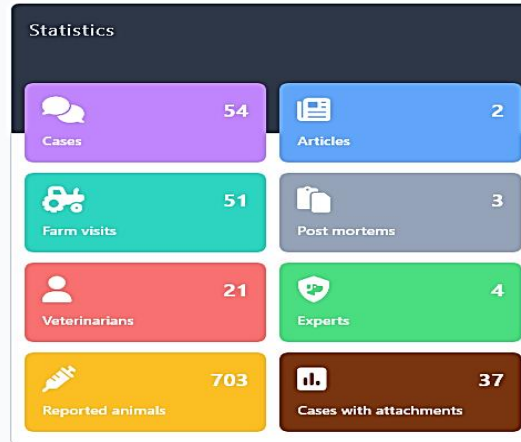 Statistics
54
Cases
2
Articles
51
Farm visits
3
Post mortems
21
Veterinarians
4
Experts
703
Reported animals
37
Cases with attachments